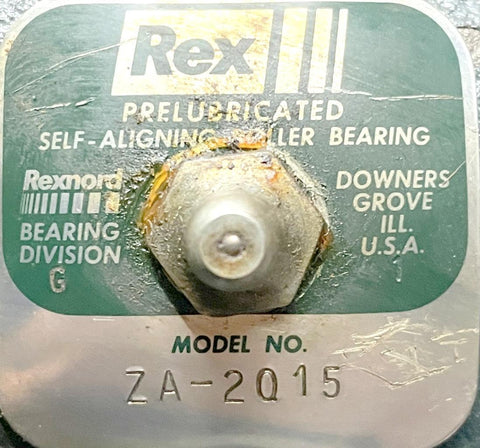 Rex
PRELUBRICATED
SELF-ALIGNING ROLLER BEARING
Rexnord
BEARING
DIVISION
G
DOWNERS
GROVE
ILL.
U.S.A.
MODEL NO.
ZA-2015